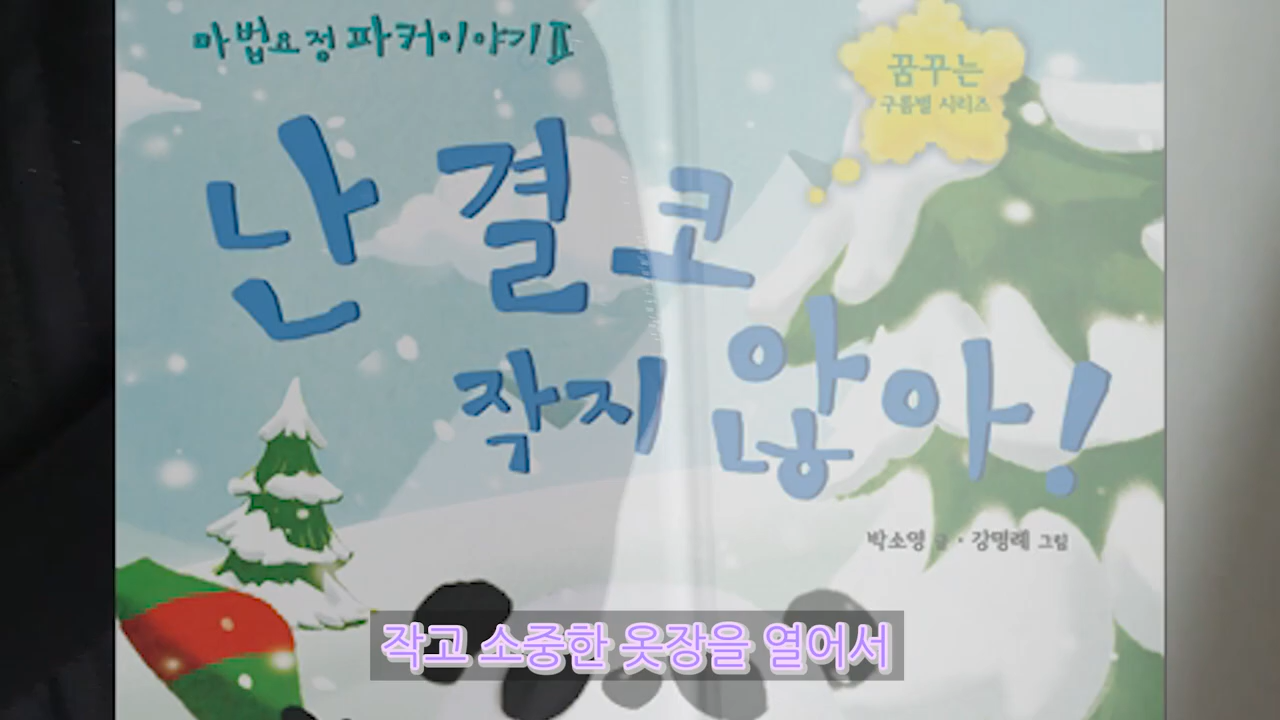 마법요정 파커이야기 Ⅱ
꿈꾸는
구름별 시리즈
난 결코
작지 않아!
박소영 글 · 강명례 그림
작고 소중한 옷장을 열어서